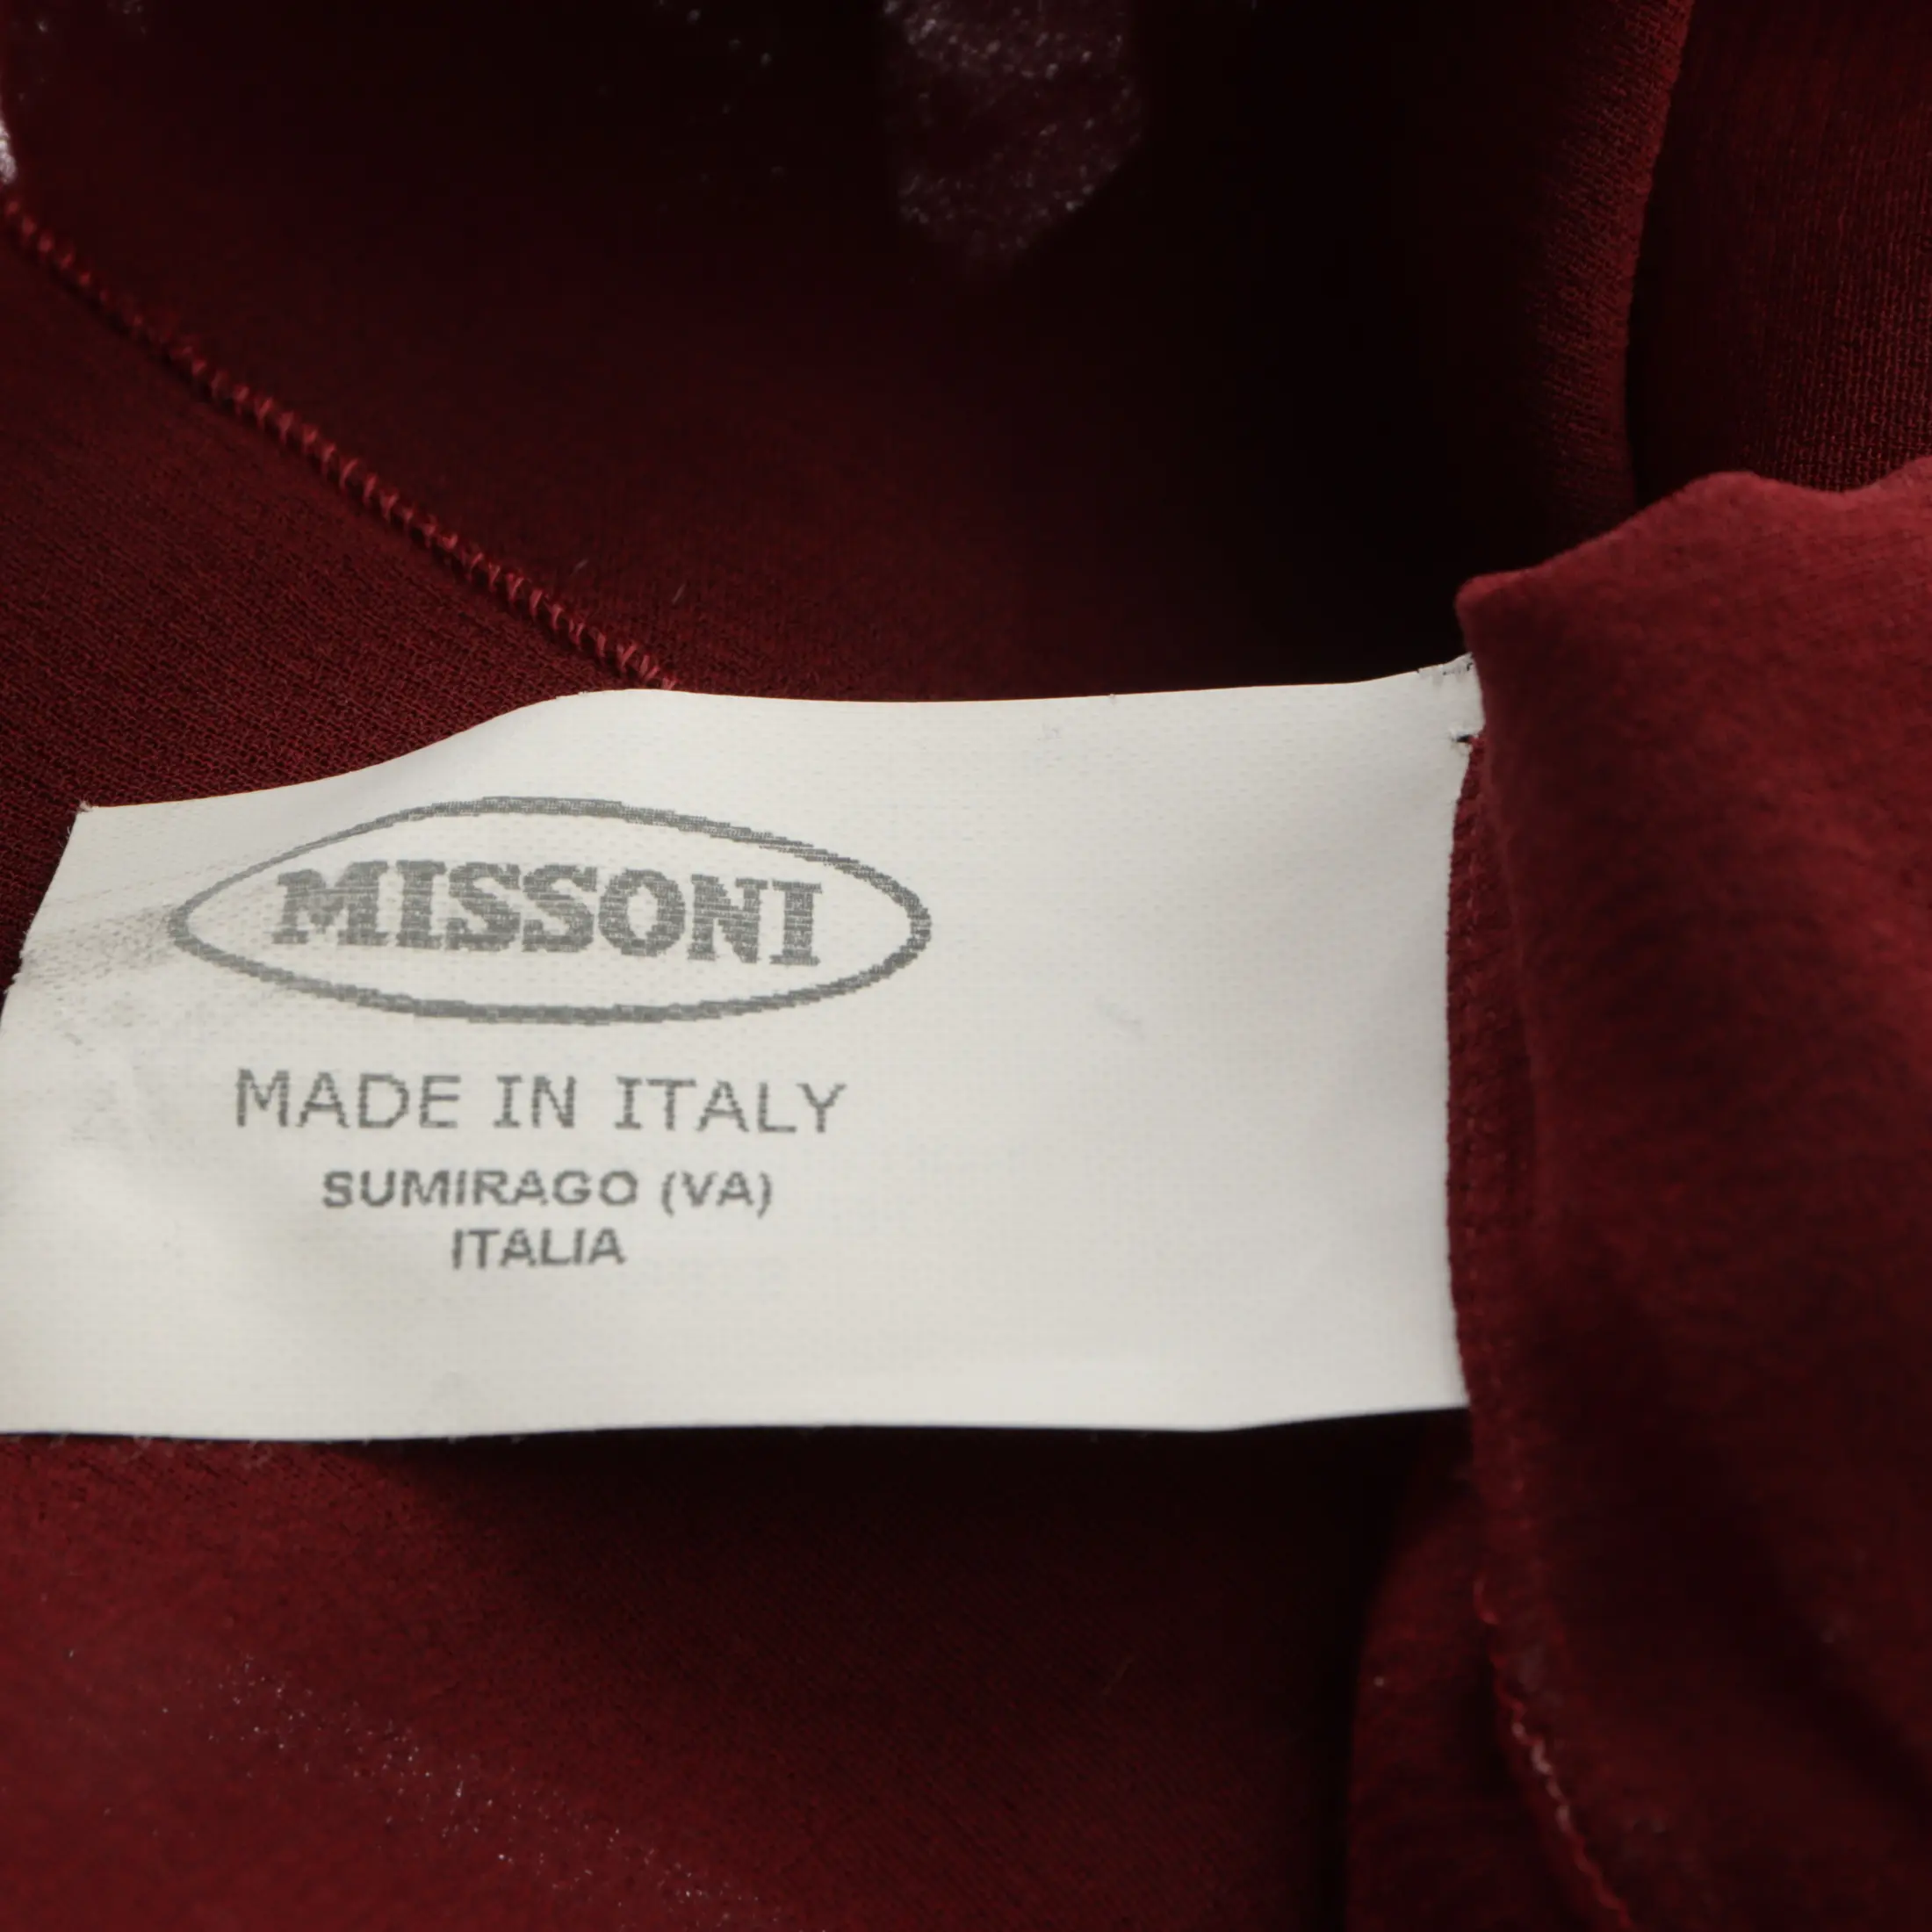 MISSONI
MADE IN ITALY
SUMIRAGO (VA)
ITALIA